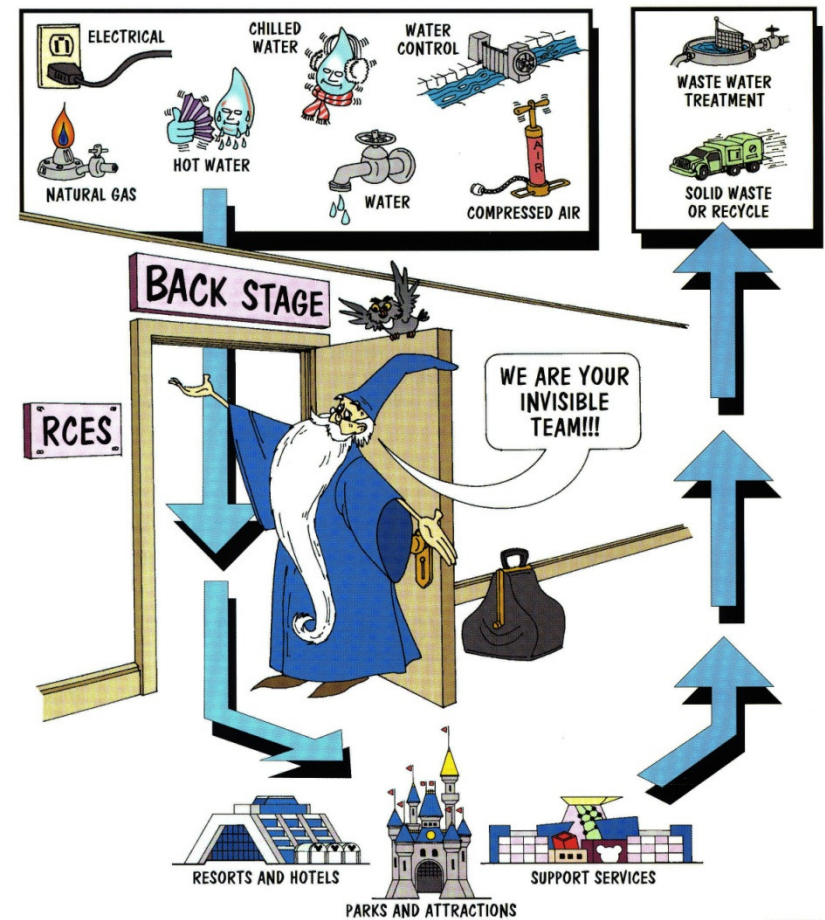 ELECTRICAL
CHILLED
WATER
WATER
CONTROL
NATURAL GAS
HOT WATER
WATER
AIR
COMPRESSED AIR
WASTE WATER
TREATMENT
SOLID WASTE
OR RECYCLE
BACK STAGE
RCES
WE ARE YOUR
INVISIBLE
TEAM!!!
RESORTS AND HOTELS
PARKS AND ATTRACTIONS
SUPPORT SERVICES